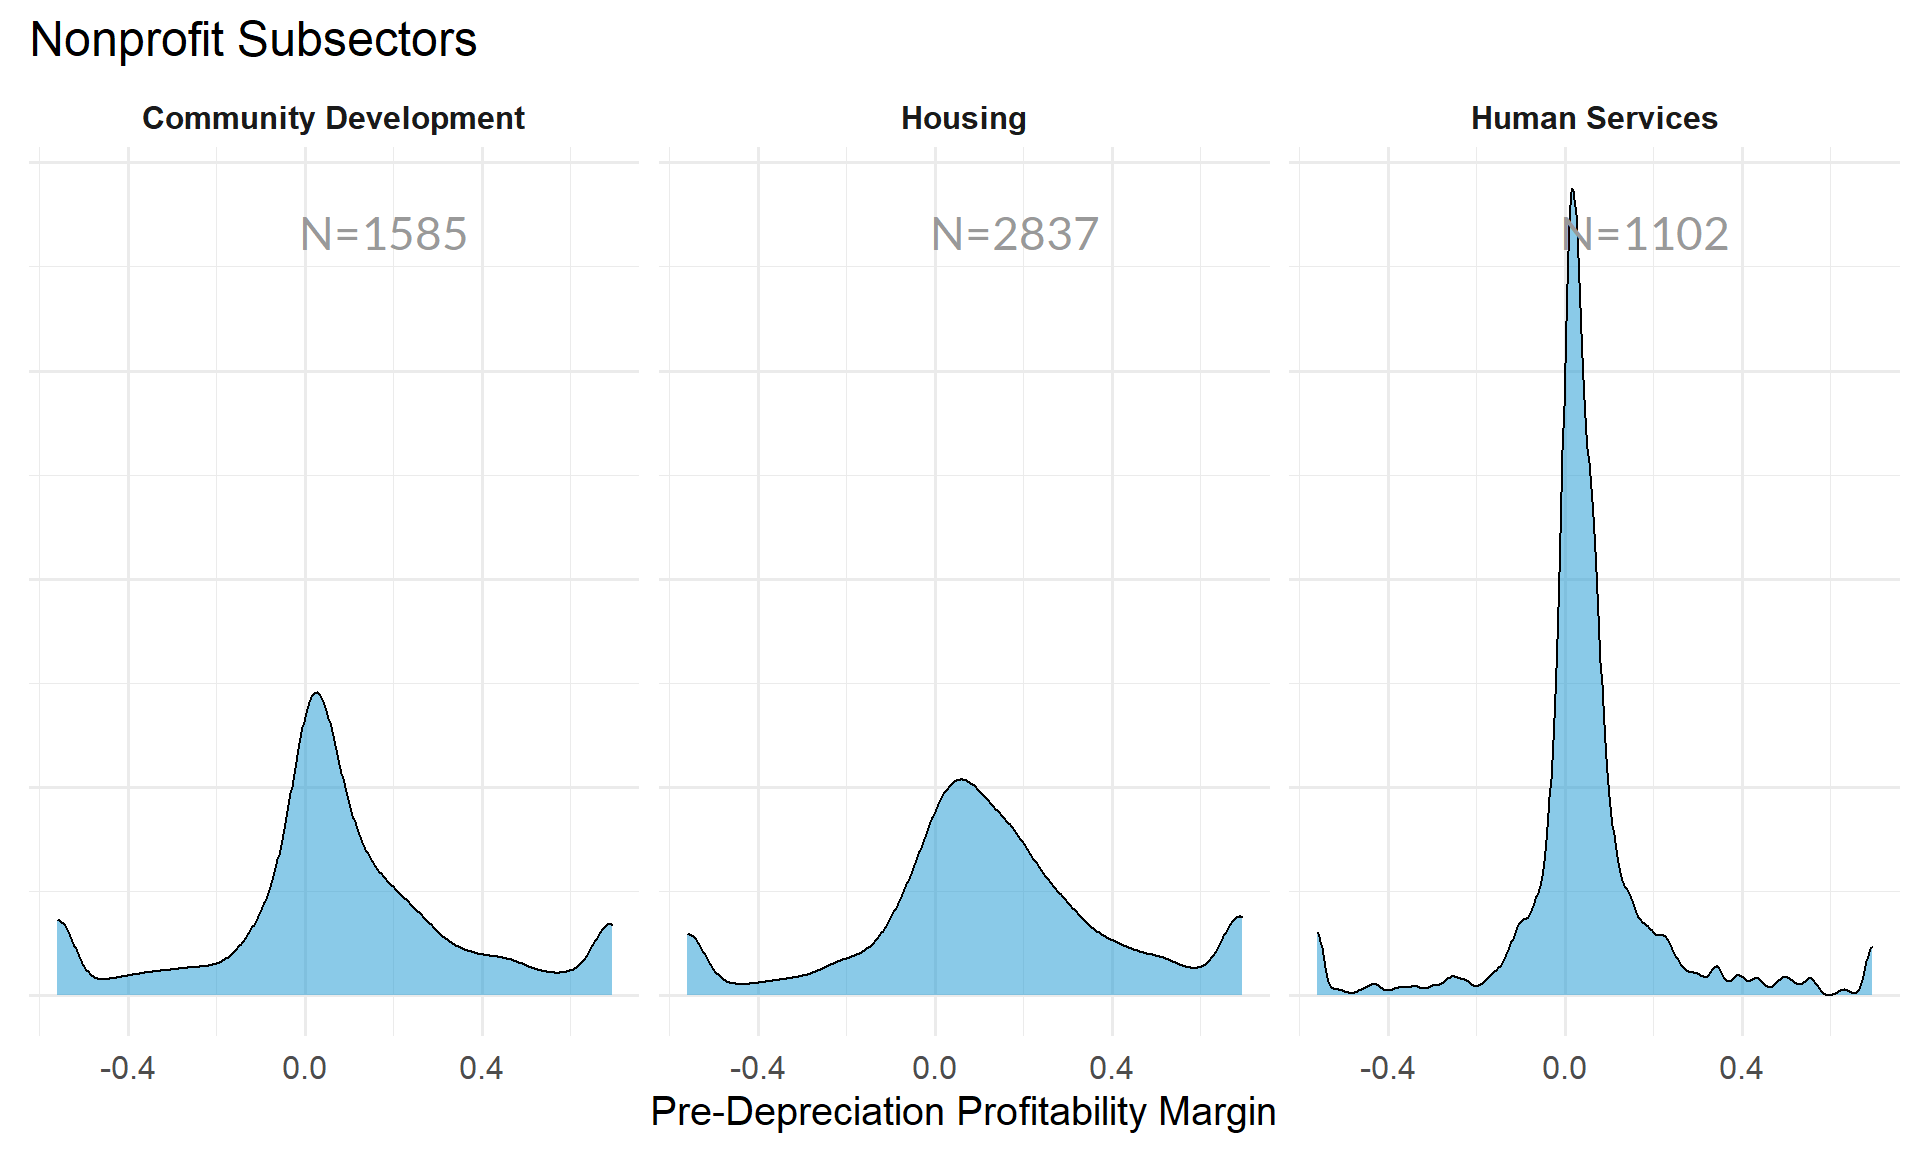 Nonprofit Subsectors
Community Development Housing Human Services
N=1585 N=2837 N=1102
-0.4 0.0 0.4 -0.4 0.0 0.4 -0.4 0.0 0.4
Pre-Depreciation Profitability Margin